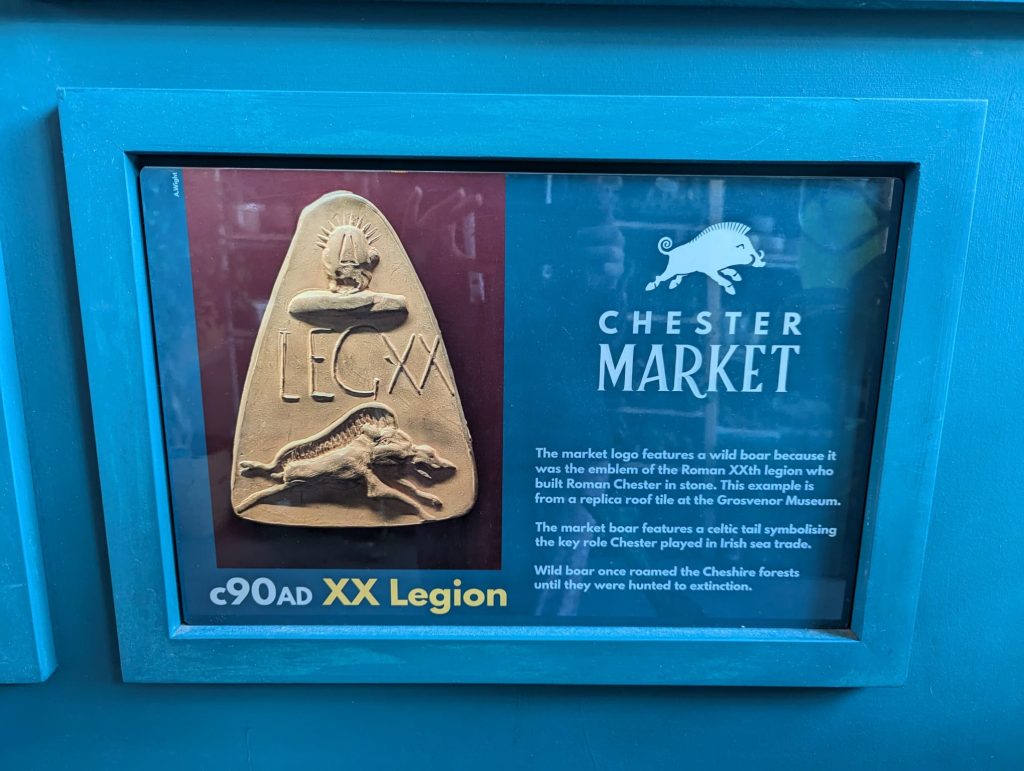 A.Wight
A
LEG XX
c90AD XX Legion
CHESTER
MARKET
The market logo features a wild boar because it
was the emblem of the Roman XXth legion who
built Roman Chester in stone. This example is
from a replica roof tile at the Grosvenor Museum.
The market boar features a celtic tail symbolising
the key role Chester played in Irish sea trade.
Wild boar once roamed the Cheshire forests
until they were hunted to extinction.